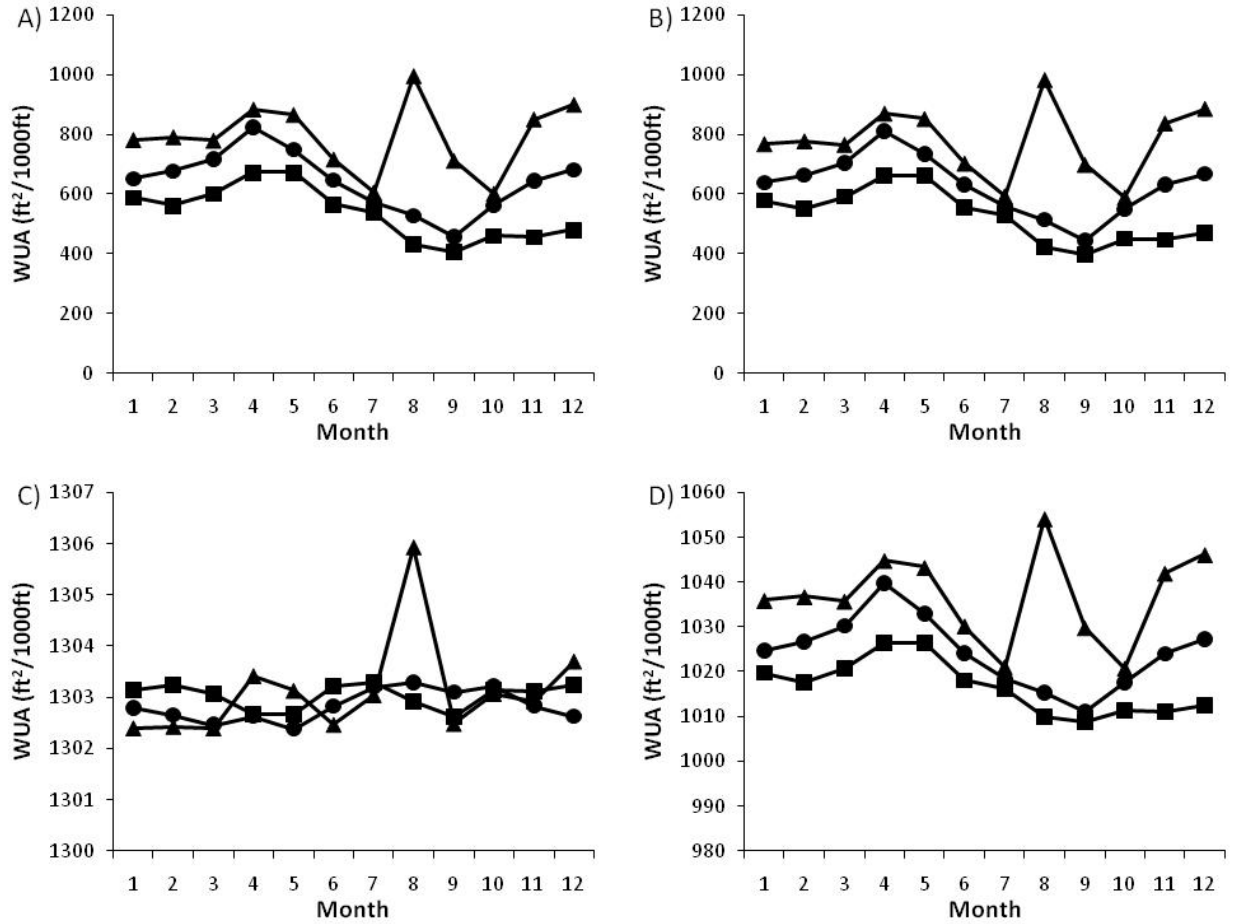 A)
WUA (ft²/1000ft)
1200
1000
800
600
400
200
0
1 2 3 4 5 6 7 8 9 10 11 12
Month
B)
WUA (ft²/1000ft)
1200
1000
800
600
400
200
0
1 2 3 4 5 6 7 8 9 10 11 12
Month
C)
WUA (ft²/1000ft)
1307
1306
1305
1304
1303
1302
1301
1300
1 2 3 4 5 6 7 8 9 10 11 12
Month
D)
WUA (ft²/1000ft)
1060
1050
1040
1030
1020
1010
1000
990
980
1 2 3 4 5 6 7 8 9 10 11 12
Month